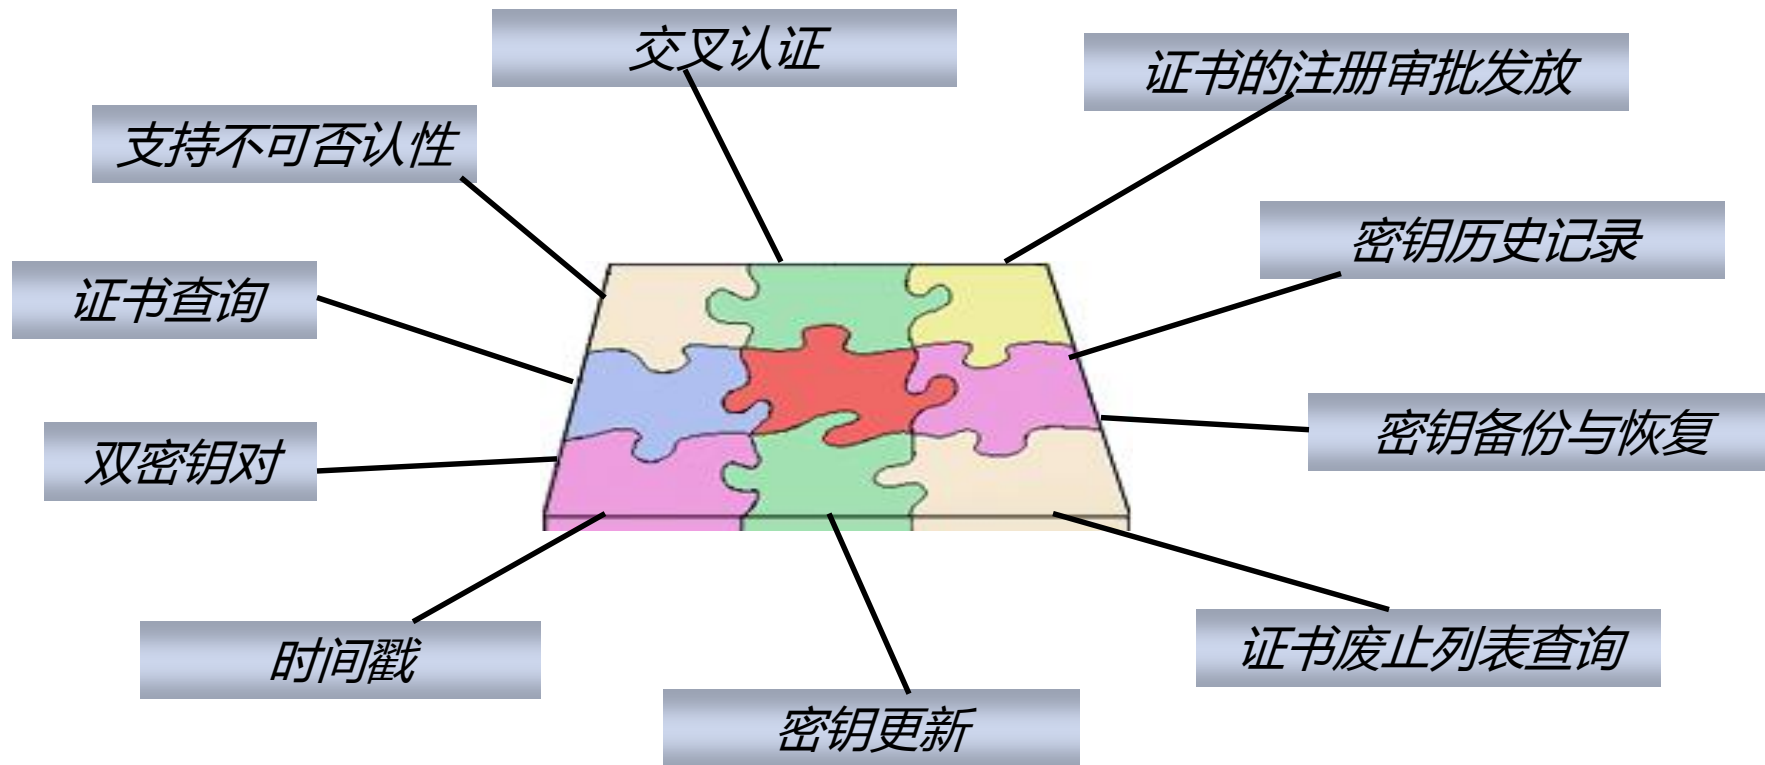 交叉认证
证书的注册审批发放
支持不可否认性
密钥历史记录
证书查询
密钥备份与恢复
双密钥对
时间戳
证书废止列表查询
密钥更新